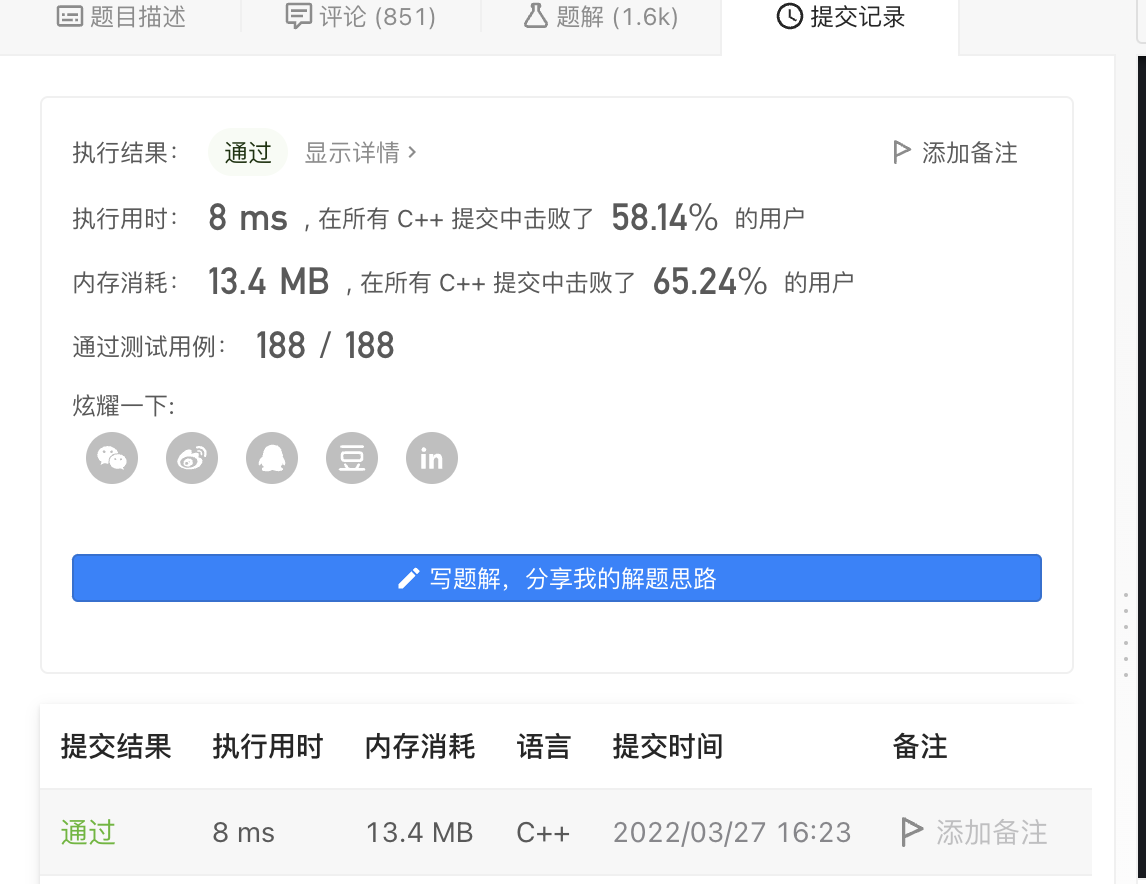 题目描述 评论 (851) 题解 (1.6k) 提交记录
执行结果： 通过 显示详情 › 添加备注
执行用时： 8 ms , 在所有 C++ 提交中击败了 58.14% 的用户
内存消耗： 13.4 MB , 在所有 C++ 提交中击败了 65.24% 的用户
通过测试用例： 188 / 188
炫耀一下:
豆 in
写题解，分享我的解题思路
提交结果 执行用时 内存消耗 语言 提交时间 备注
通过 8 ms 13.4 MB C++ 2022/03/27 16:23 添加备注